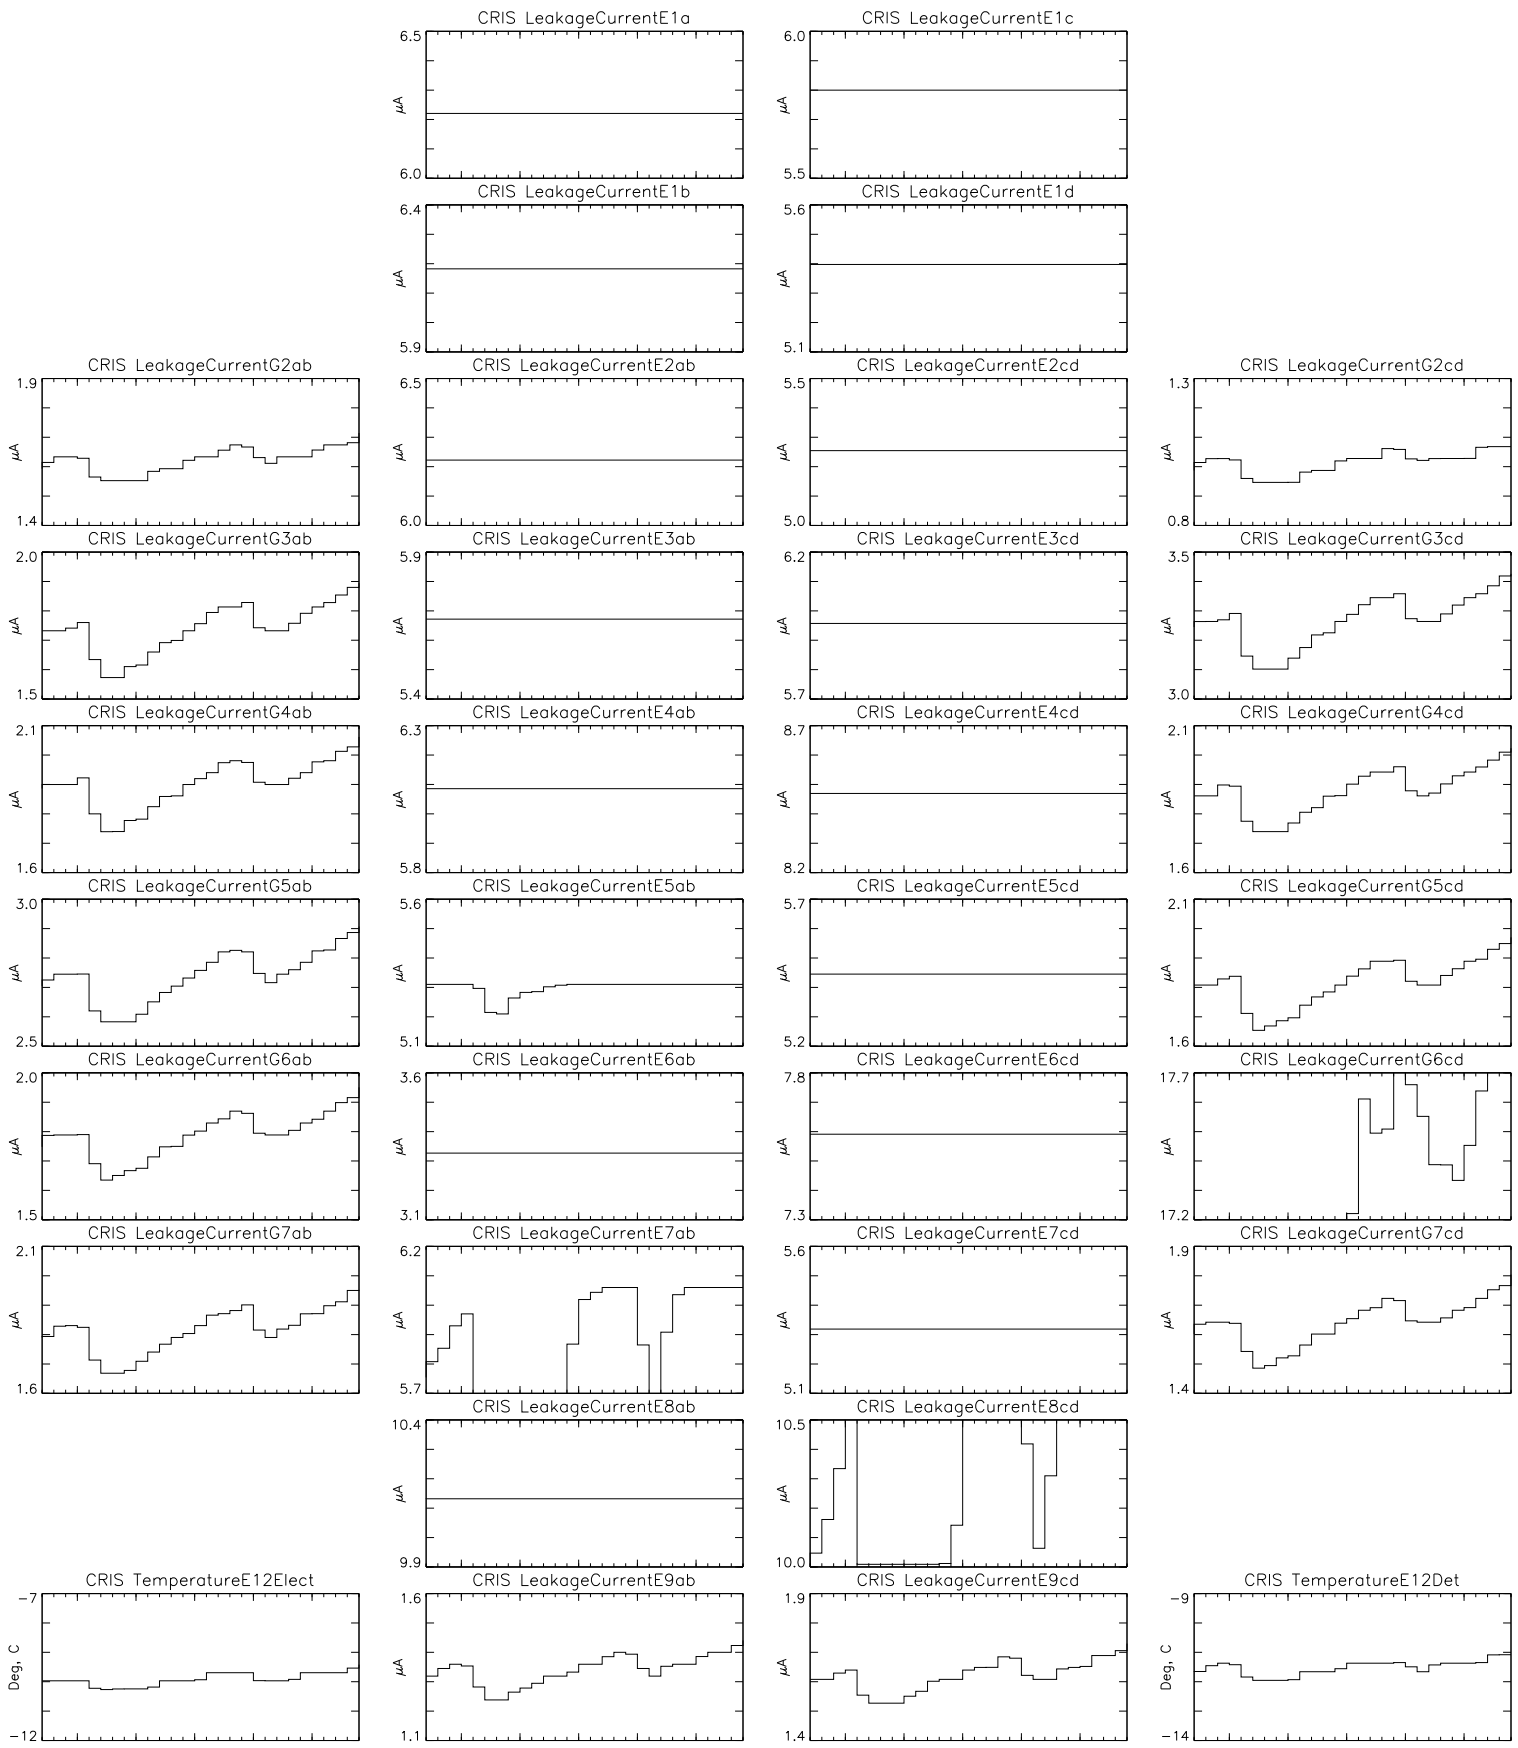 CRIS LeakageCurrentE1a
CRIS LeakageCurrentE1c
6.5
6.0
μA
μA
6.0
5.5
CRIS LeakageCurrentE1b
CRIS LeakageCurrentE1d
6.4
5.6
μA
μA
5.9
5.1
CRIS LeakageCurrentG2ab
CRIS LeakageCurrentE2ab
CRIS LeakageCurrentE2cd
CRIS LeakageCurrentG2cd
1.9
6.5
5.5
1.3
μA
μA
μA
μA
1.4
6.0
5.0
0.8
CRIS LeakageCurrentG3ab
CRIS LeakageCurrentE3ab
CRIS LeakageCurrentE3cd
CRIS LeakageCurrentG3cd
2.0
5.9
6.2
3.5
μA
μA
μA
μA
1.5
5.4
5.7
3.0
CRIS LeakageCurrentG4ab
CRIS LeakageCurrentE4ab
CRIS LeakageCurrentE4cd
CRIS LeakageCurrentG4cd
2.1
6.3
8.7
2.1
μA
μA
μA
μA
1.6
5.8
8.2
1.6
CRIS LeakageCurrentG5ab
CRIS LeakageCurrentE5ab
CRIS LeakageCurrentE5cd
CRIS LeakageCurrentG5cd
3.0
5.6
5.7
2.1
μA
μA
μA
μA
2.5
5.1
5.2
1.6
CRIS LeakageCurrentG6ab
CRIS LeakageCurrentE6ab
CRIS LeakageCurrentE6cd
CRIS LeakageCurrentG6cd
2.0
3.6
7.8
17.7
μA
μA
μA
μA
1.5
3.1
7.3
17.2
CRIS LeakageCurrentG7ab
CRIS LeakageCurrentE7ab
CRIS LeakageCurrentE7cd
CRIS LeakageCurrentG7cd
2.1
6.2
5.6
1.9
μA
μA
μA
μA
1.6
5.7
5.1
1.4
CRIS LeakageCurrentE8ab
CRIS LeakageCurrentE8cd
10.4
10.5
μA
μA
9.9
10.0
CRIS TemperatureE12Elect
CRIS LeakageCurrentE9ab
CRIS LeakageCurrentE9cd
CRIS TemperatureE12Det
-7
1.6
1.9
-9
Deg, C
μA
μA
Deg, C
-12
1.1
1.4
-14